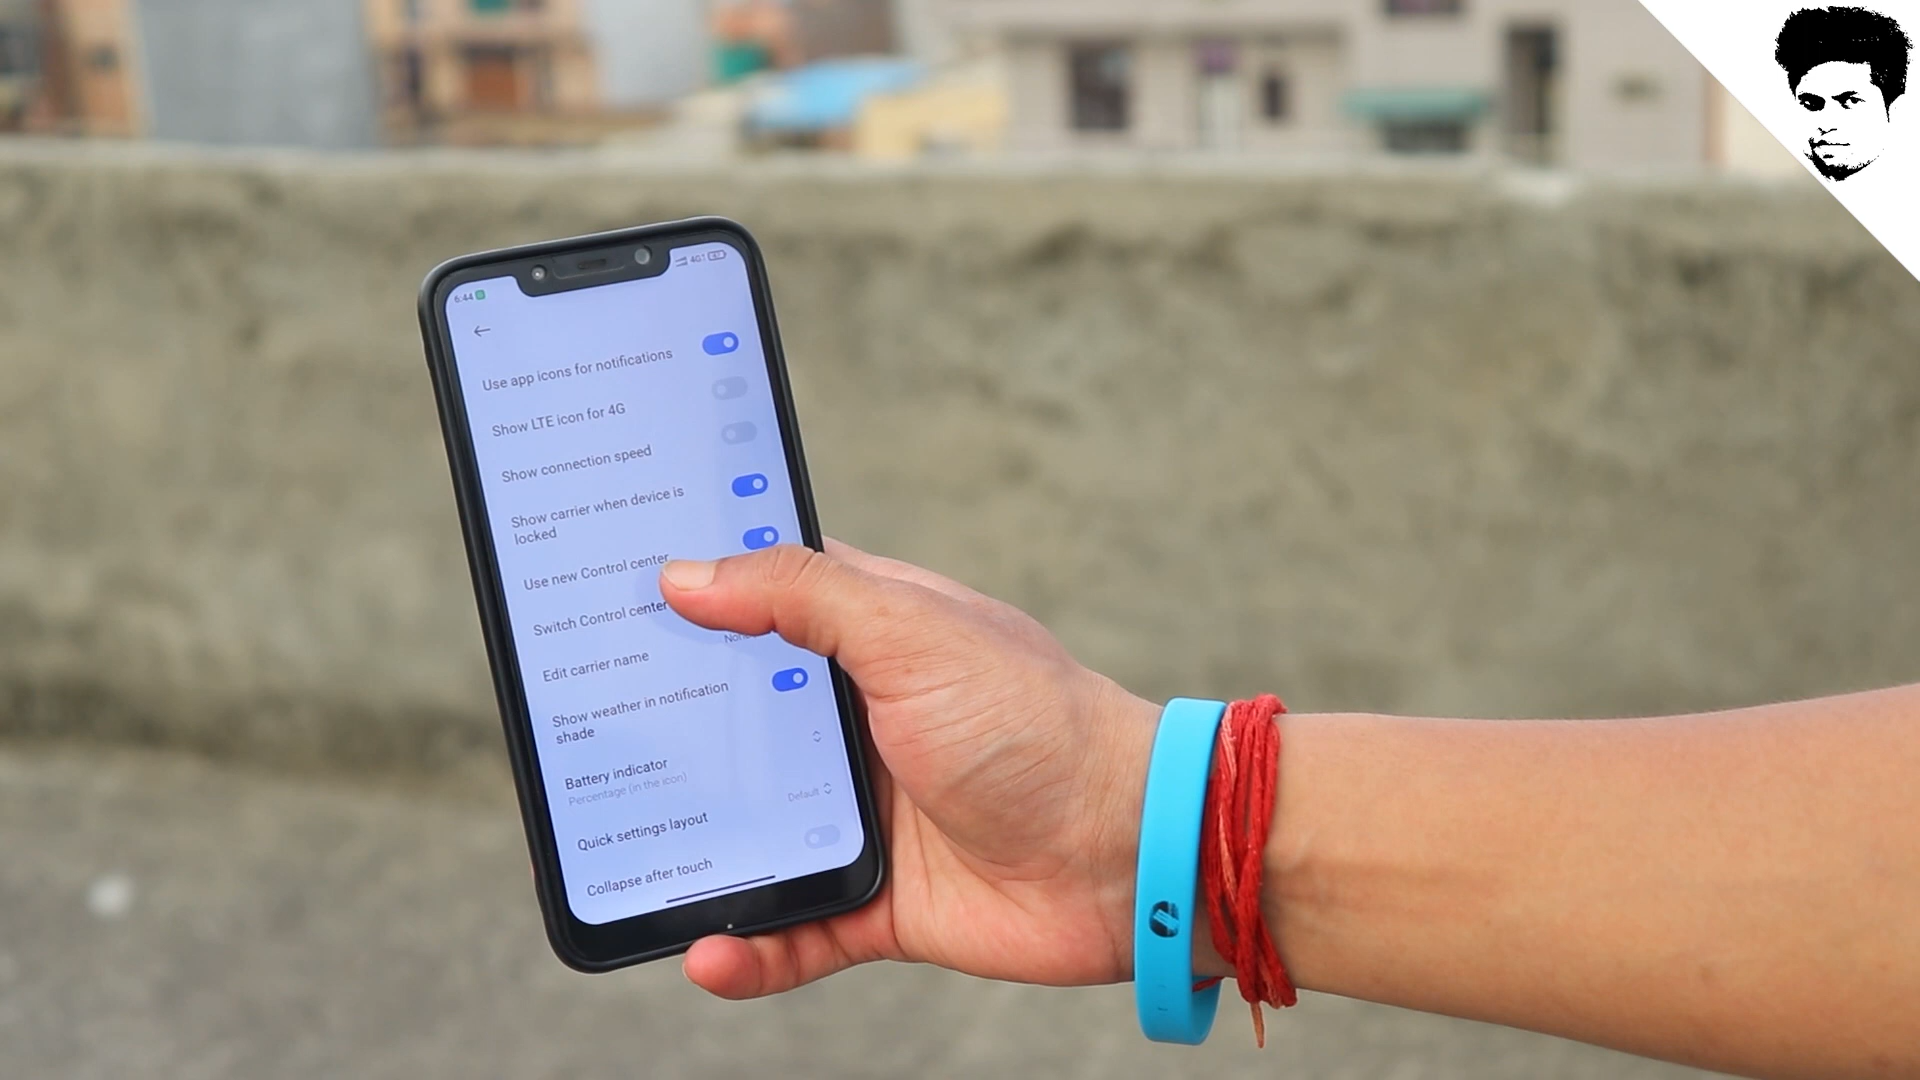 6:44
4G
Use app icons for notifications
Show LTE icon for 4G
Show connection speed
Show carrier when device is
locked
Use new Control center
Switch Control center
Edit carrier name
Show weather in notification
shade
Battery indicator
Percentage (in the icon)
Default
Quick settings layout
Collapse after touch